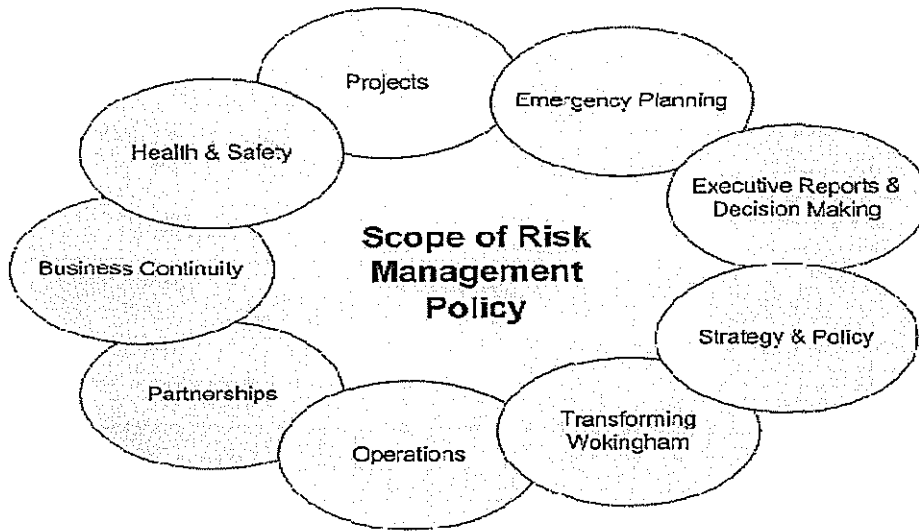 Projects
Emergency Planning
Health & Safety
Executive Reports &
Decision Making
Scope of Risk
Management
Policy
Business Continuity
Strategy & Policy
Partnerships
Transforming
Wokingham
Operations